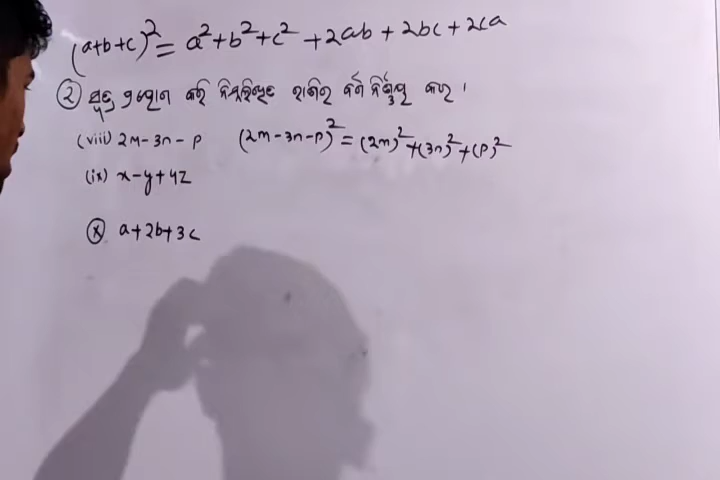 (a+b+c)² = a²+b²+c² + 2ab + 2bc + 2ca
② ସୂତ୍ର ପ୍ରୟୋଗ କରି ନିମ୍ନଲିଖିତ ରାଶିର ବର୍ଗ ନିର୍ଣ୍ଣୟ କର ।
(viii) 2m - 3n - p (2m - 3n - p)² = (2m)² + (3n)² + (p)²
(ix) x - y + 4z
ⓧ a + 2b + 3c